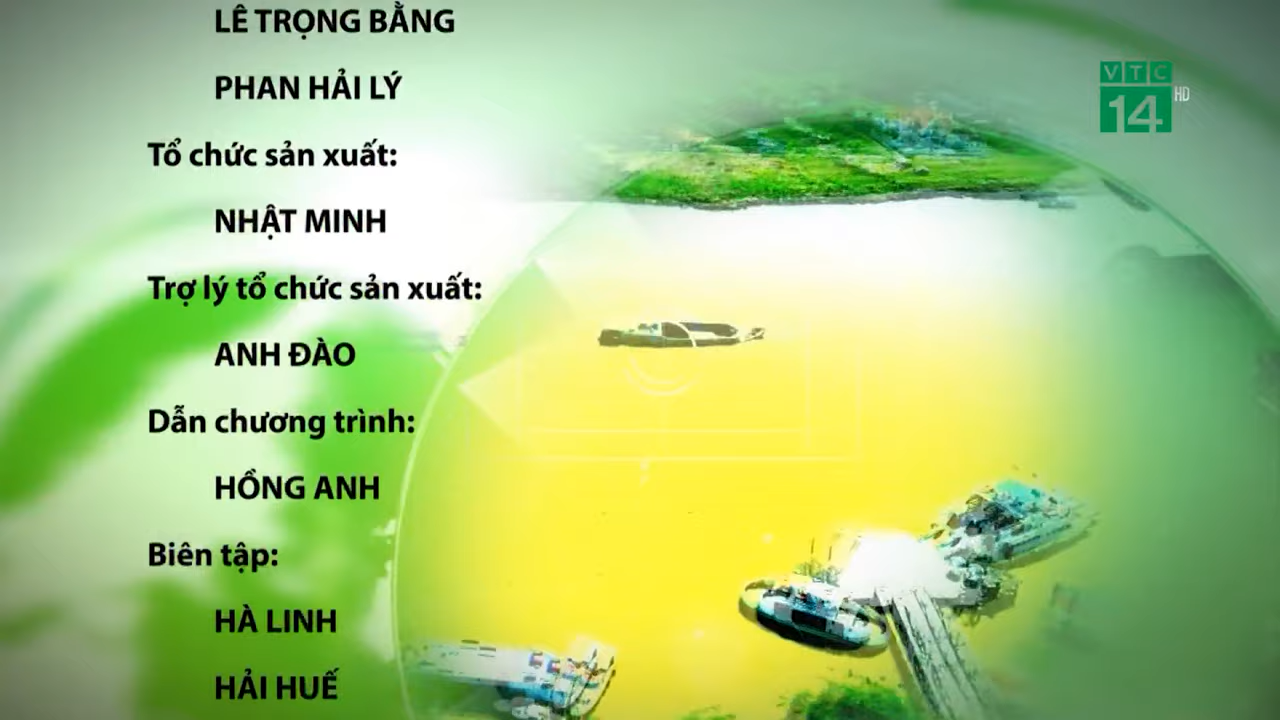 LÊ TRỌNG BẰNG
PHAN HẢI LÝ
Tổ chức sản xuất:
NHẬT MINH
Trợ lý tổ chức sản xuất:
ANH ĐÀO
Dẫn chương trình:
HỒNG ANH
Biên tập:
HÀ LINH
HẢI HUẾ
VTC
14 HD